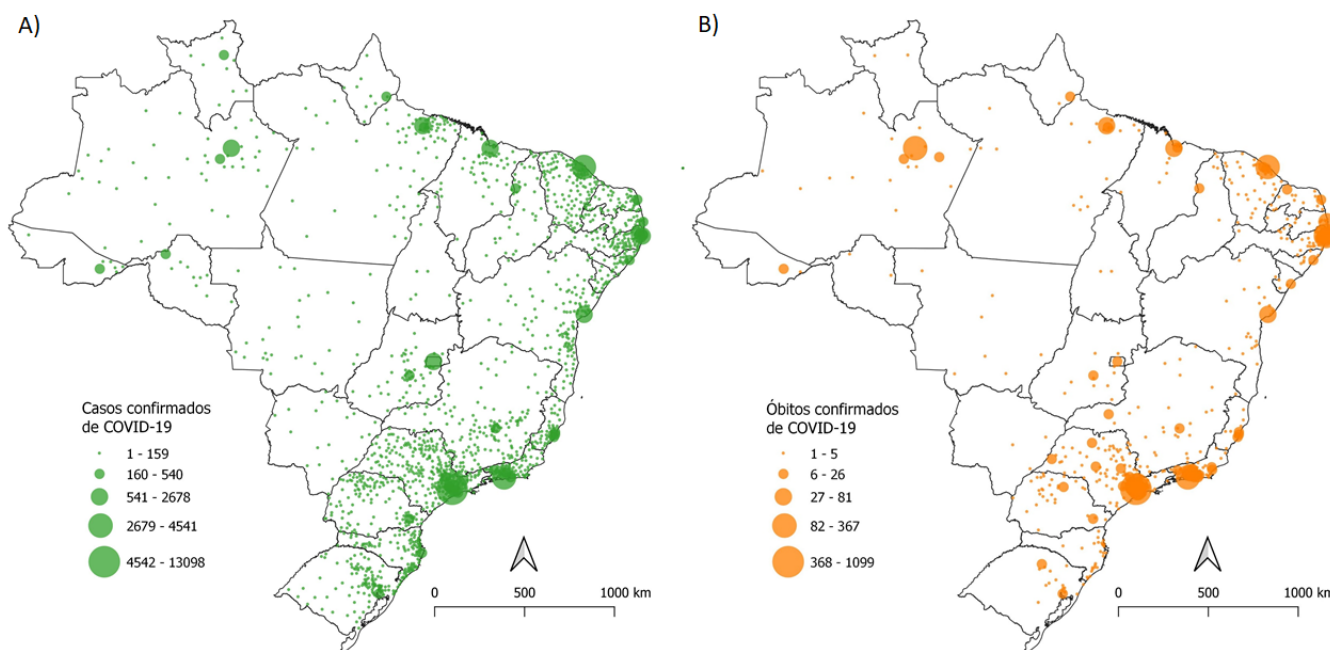 A)
Casos confirmados
de COVID-19
1 - 159
160 - 540
541 - 2678
2679 - 4541
4542 - 13098
0 500 1000 km
B)
Óbitos confirmados
de COVID-19
1 - 5
6 - 26
27 - 81
82 - 367
368 - 1099
0 500 1000 km